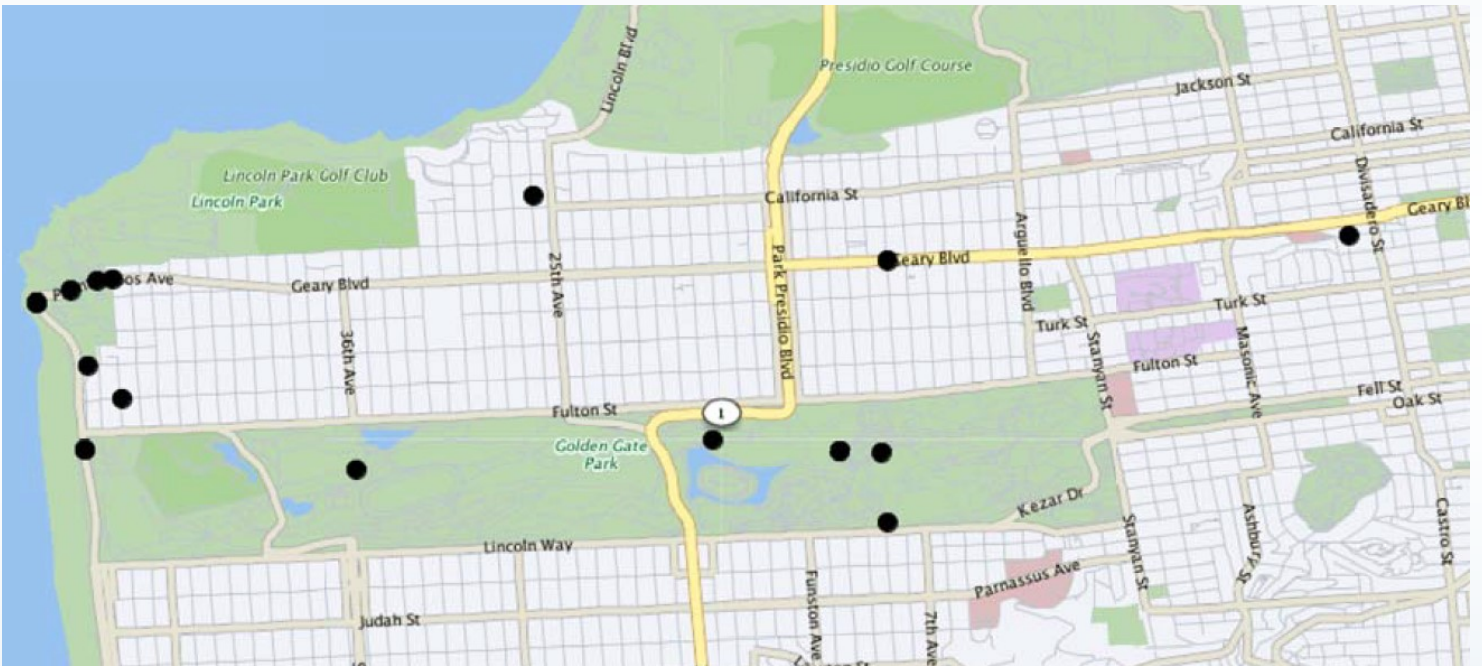 Lincoln Blvd
Presidio Golf Course
Jackson St
California St
Lincoln Park Golf Club
Lincoln Park
California St
Divisadero St
Geary Bl
Arguello Blvd
Park Presidio Blvd
Geary Blvd
25th Ave
Geary Blvd
os Ave
36th Ave
Turk St
Turk St
Stanyan St
Masonic Ave
Fulton St
Fell St
Oak St
Fulton St
1
Golden Gate
Park
Kezar Dr
Stanyan St
Ashbury S
Castro St
Lincoln Way
Funston Ave
7th Ave
Parnassus Ave
Judah St